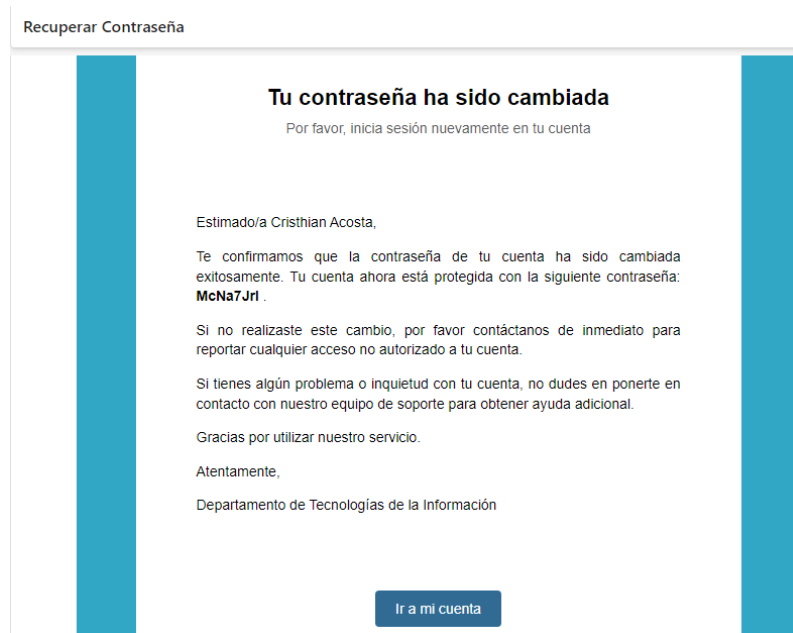 Recuperar Contraseña
Tu contraseña ha sido cambiada
Por favor, inicia sesión nuevamente en tu cuenta
Estimado/a Cristhian Acosta,
Te confirmamos que la contraseña de tu cuenta ha sido cambiada
exitosamente. Tu cuenta ahora está protegida con la siguiente contraseña:
McNa7JrI .
Si no realizaste este cambio, por favor contáctanos de inmediato para
reportar cualquier acceso no autorizado a tu cuenta.
Si tienes algún problema o inquietud con tu cuenta, no dudes en ponerte en
contacto con nuestro equipo de soporte para obtener ayuda adicional.
Gracias por utilizar nuestro servicio.
Atentamente,
Departamento de Tecnologías de la Información
Ir a mi cuenta